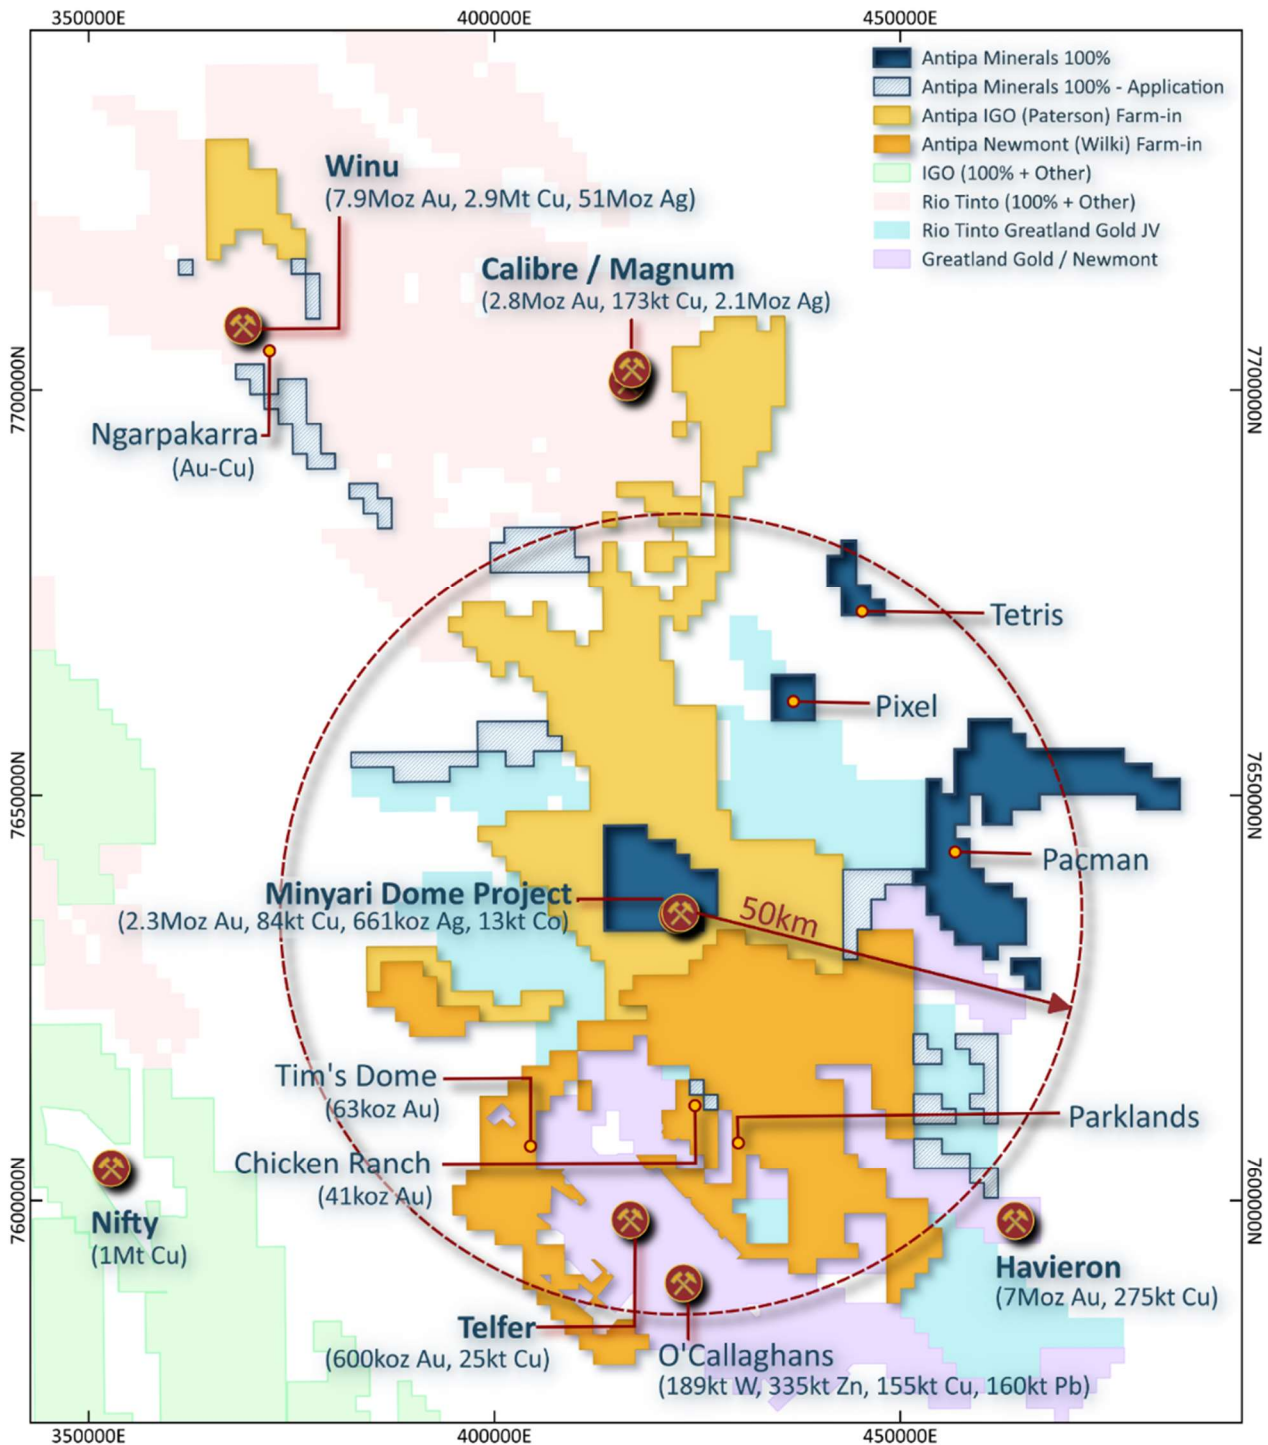 350000E
400000E
450000E
Antipa Minerals 100%
Antipa Minerals 100% - Application
Antipa IGO (Paterson) Farm-in
Antipa Newmont (Wilki) Farm-in
IGO (100% + Other)
Rio Tinto (100% + Other)
Rio Tinto Greatland Gold JV
Greatland Gold / Newmont
Winu
(7.9Moz Au, 2.9Mt Cu, 51Moz Ag)
Calibre / Magnum
(2.8Moz Au, 173kt Cu, 2.1Moz Ag)
7700000N
7700000N
Ngarpakarra
(Au-Cu)
Tetris
Pixel
7650000N
7650000N
Pacman
Minyari Dome Project
(2.3Moz Au, 84kt Cu, 661koz Ag, 13kt Co)
50km
Tim's Dome
(63koz Au)
Parklands
Chicken Ranch
(41koz Au)
7600000N
7600000N
Nifty
(1Mt Cu)
Havieron
(7Moz Au, 275kt Cu)
Telfer
(600koz Au, 25kt Cu)
O'Callaghans
(189kt W, 335kt Zn, 155kt Cu, 160kt Pb)
350000E
400000E
450000E